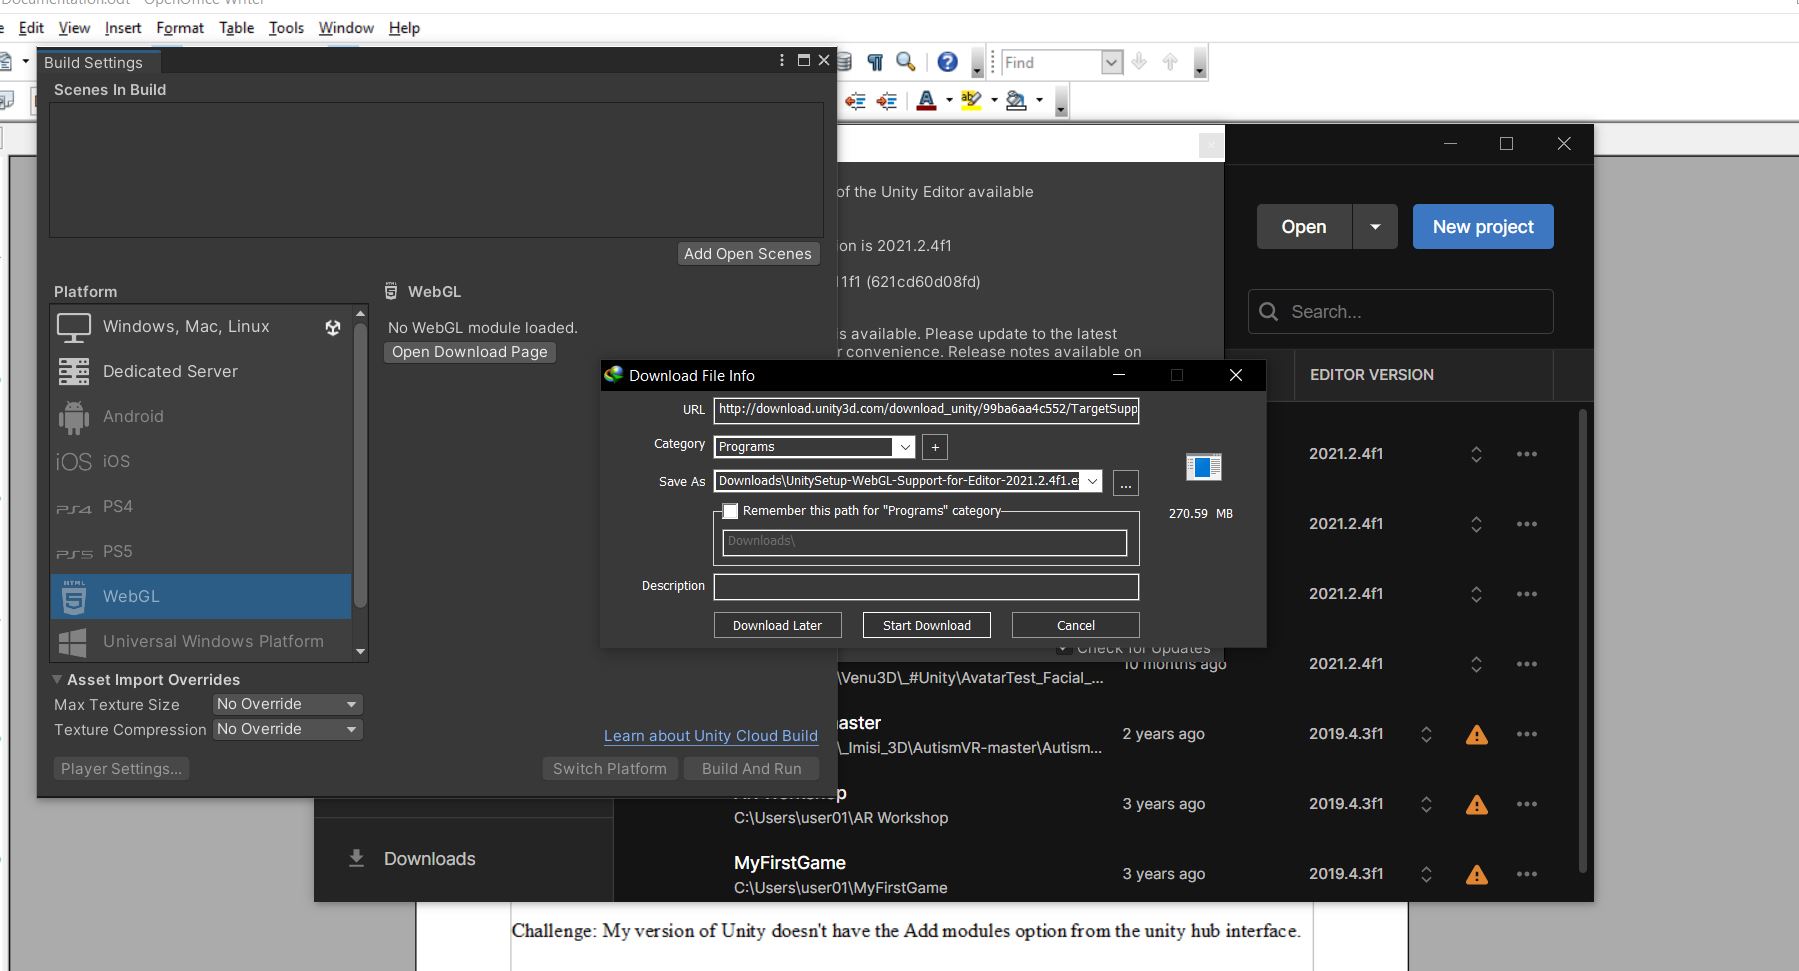 Documentation.odt - OpenOffice Writer
Edit View Insert Format Table Tools Window Help
Find
Build Settings
Scenes In Build
Add Open Scenes
Platform
Windows, Mac, Linux
Dedicated Server
Android
iOS iOS
PS4 PS4
PS5 PS5
HTML WebGL
Universal Windows Platform
WebGL
No WebGL module loaded.
Open Download Page
Asset Import Overrides
Max Texture Size No Override
Texture Compression No Override
Learn about Unity Cloud Build
Player Settings...
Switch Platform Build And Run
of the Unity Editor available
ion is 2021.2.4f1
11f1 (621cd60d08fd)
is available. Please update to the latest
r convenience. Release notes available on
Check for Updates
Download File Info
URL http://download.unity3d.com/download_unity/99ba6aa4c552/TargetSupp
Category Programs +
Save As Downloads\UnitySetup-WebGL-Support-for-Editor-2021.2.4f1.e ...
270.59 MB
Remember this path for "Programs" category
Downloads\
Description
Download Later Start Download Cancel
Open New project
Search...
EDITOR VERSION
2021.2.4f1
2021.2.4f1
2021.2.4f1
10 months ago 2021.2.4f1
\Venu3D\_#Unity\AvatarTest_Facial_...
aster
2 years ago 2019.4.3f1
\_Imisi_3D\AutismVR-master\Autism...
3 years ago 2019.4.3f1
C:\Users\user01\AR Workshop
MyFirstGame
3 years ago 2019.4.3f1
C:\Users\user01\MyFirstGame
Downloads
Challenge: My version of Unity doesn't have the Add modules option from the unity hub interface.